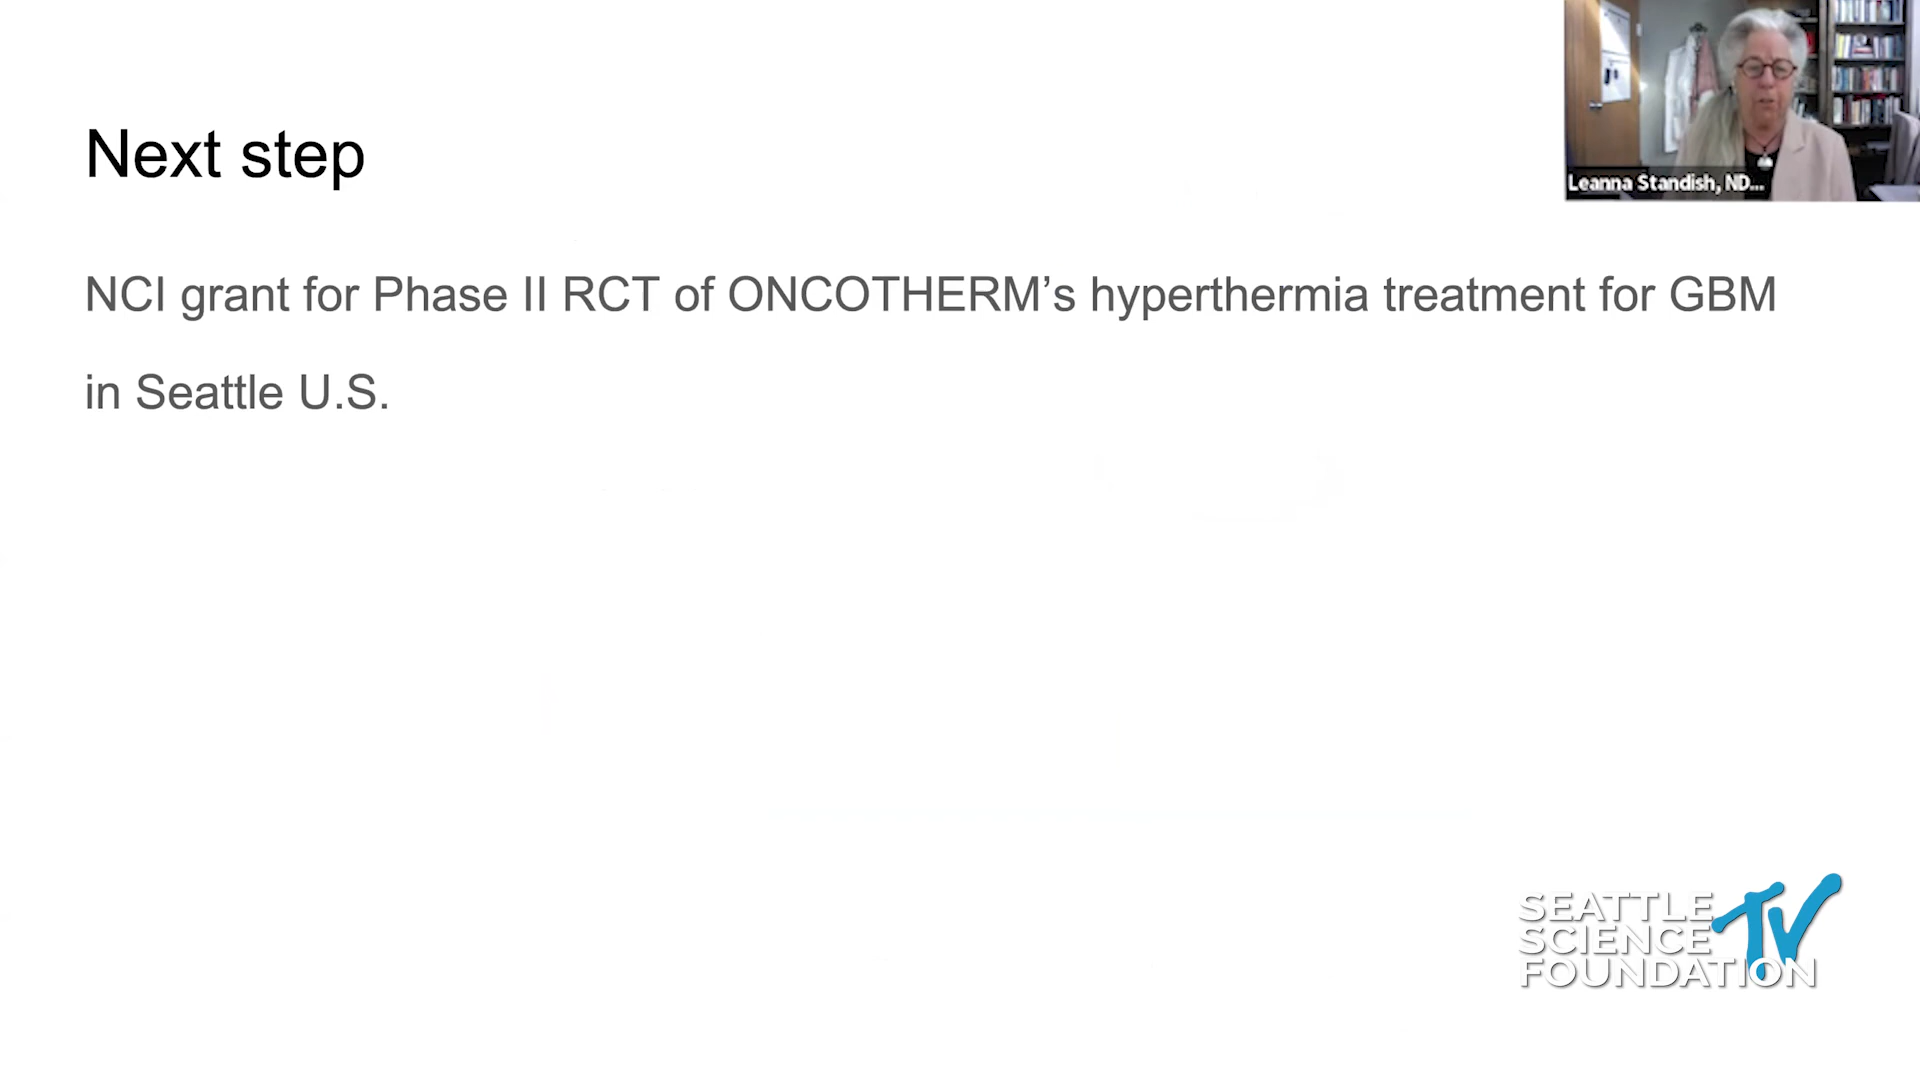 Next step
Leanna Standish, ND...
NCI grant for Phase II RCT of ONCOTHERM’s hyperthermia treatment for GBM
in Seattle U.S.
SEATTLE
SCIENCE
FOUNDATION
TV